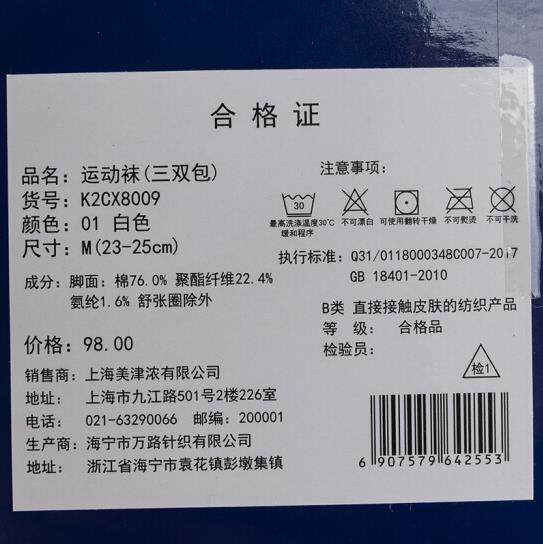 合格证
品名：运动袜(三双包)
货号：K2CX8009
颜色：01 白色
尺寸：M(23-25cm)
成分：脚面：棉76.0% 聚酯纤维22.4%
氨纶1.6% 舒张圈除外
价格：98.00
销售商：上海美津浓有限公司
地址： 上海市九江路501号2楼226室
电话： 021-63290066 邮编：200001
生产商：海宁市万路针织有限公司
地址： 浙江省海宁市袁花镇彭墩集镇
注意事项：
30
最高洗涤温度30℃
缓和程序
不可漂白
可使用翻转干燥
不可熨烫
不可干洗
执行标准：Q31/0118000348C007-2017
GB 18401-2010
B类 直接接触皮肤的纺织产品
等 级： 合格品
检验员：
检1
6 907579 642553